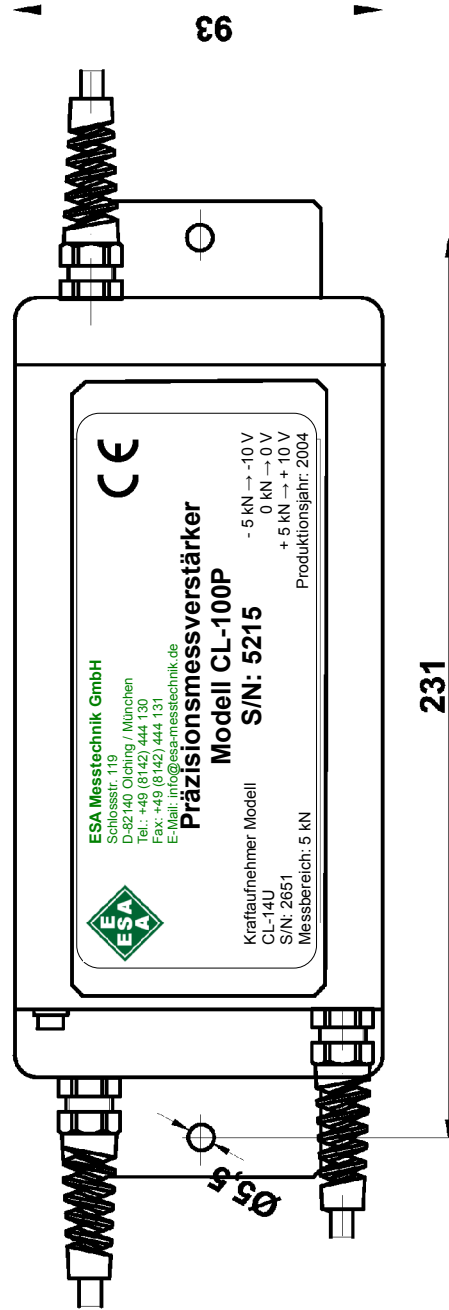 ESA Messtechnik GmbH
Schlossstr. 119
D-82140 Olching / München
Tel.: +49 (8142) 444 130
Fax: +49 (8142) 444 131
E-Mail: info@esa-messtechnik.de
E
ESA
A
CE
Präzisionsmessverstärker
Modell CL-100P
S/N: 5215
Kraftaufnehmer Modell
CL-14U
S/N: 2651
Messbereich: 5 kN
- 5 kN → -10 V
0 kN → 0 V
+ 5 kN → + 10 V
Produktionsjahr: 2004
93
231
Ø5,5